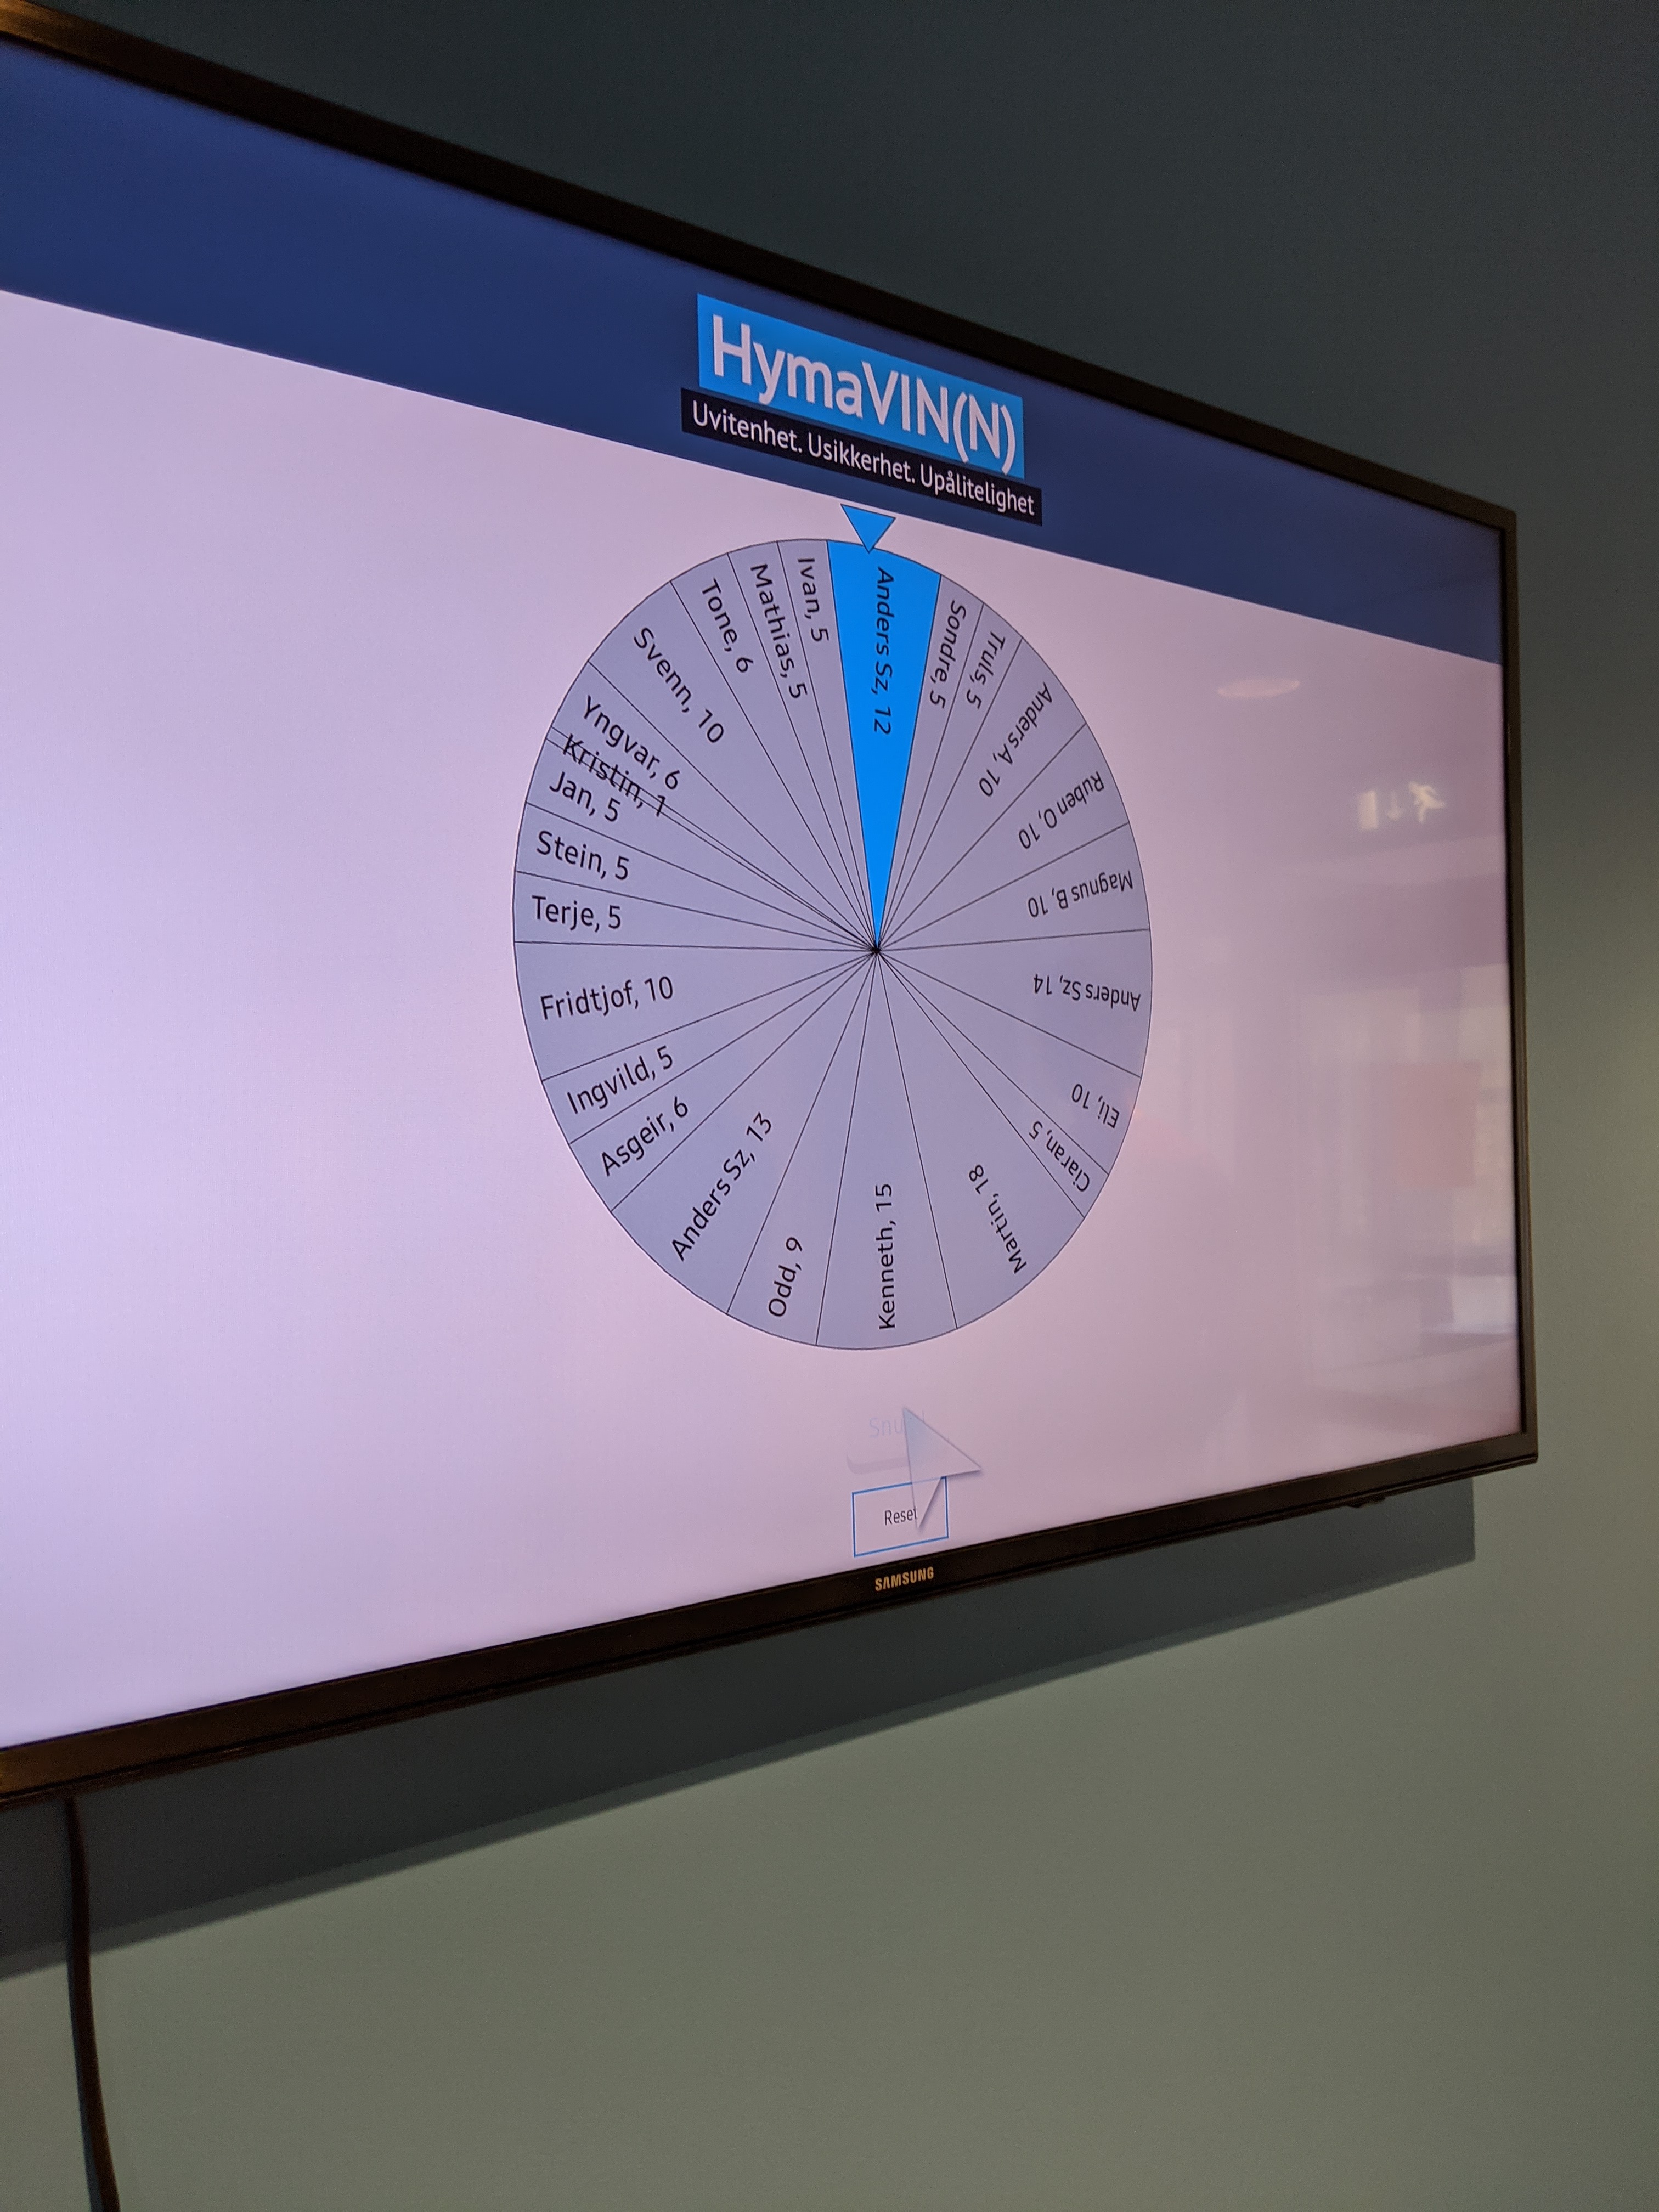 HymaVIN(N)
Uvitenhet. Usikkerhet. Upålitelighet
Anders Sz, 12
Sondre, 5
Truls, 5
Anders A, 10
Ruben O, 10
Magnus B, 10
Anders Sz, 14
Eli, 10
Ciaran, 5
Martin, 18
Kenneth, 15
Odd, 9
Anders Sz, 13
Asgeir, 6
Ingvild, 5
Fridtjof, 10
Terje, 5
Stein, 5
Jan, 5
Kristin, 1
Yngvar, 6
Svenn, 10
Tone, 6
Mathias, 5
Ivan, 5
Reset
SAMSUNG